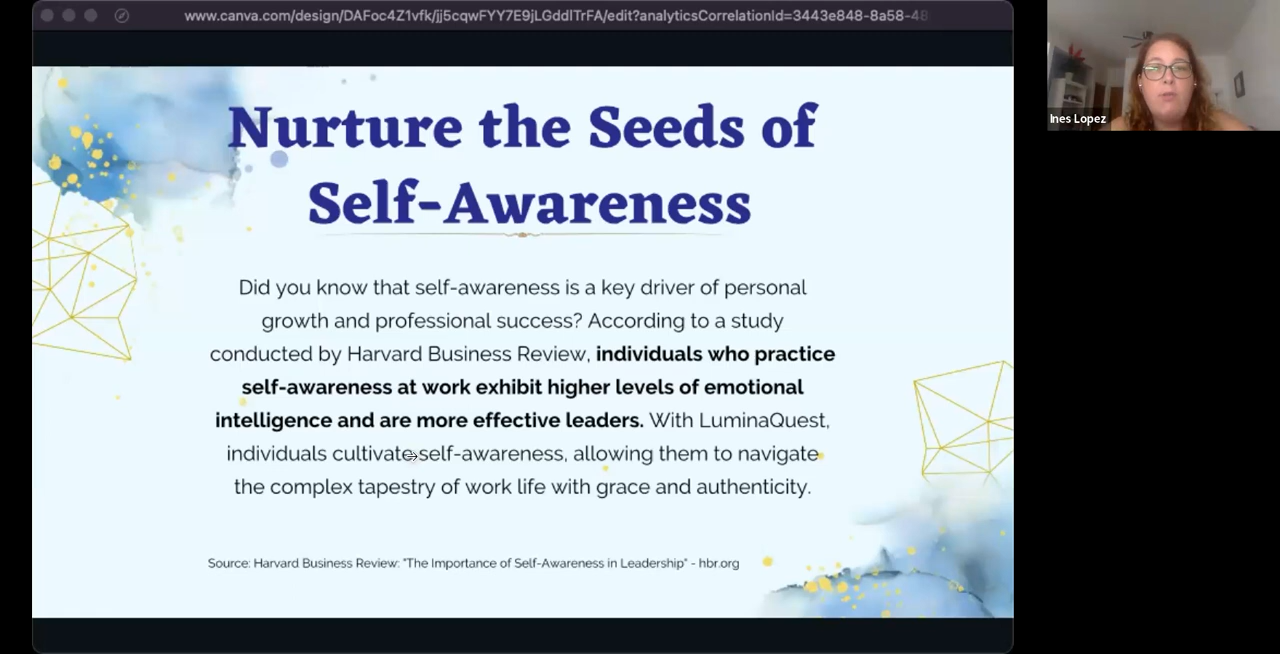 www.canva.com/design/DAFoc4Z1vfk/jj5cqwFYY7E9jLGddlTrFA/edit?analyticsCorrelationId=3443e848-8a58-48
Nurture the Seeds of
Self-Awareness
Did you know that self-awareness is a key driver of personal
growth and professional success? According to a study
conducted by Harvard Business Review, individuals who practice
self-awareness at work exhibit higher levels of emotional
intelligence and are more effective leaders. With LuminaQuest,
individuals cultivate self-awareness, allowing them to navigate
the complex tapestry of work life with grace and authenticity.
Source: Harvard Business Review: "The Importance of Self-Awareness in Leadership" - hbr.org
Ines Lopez